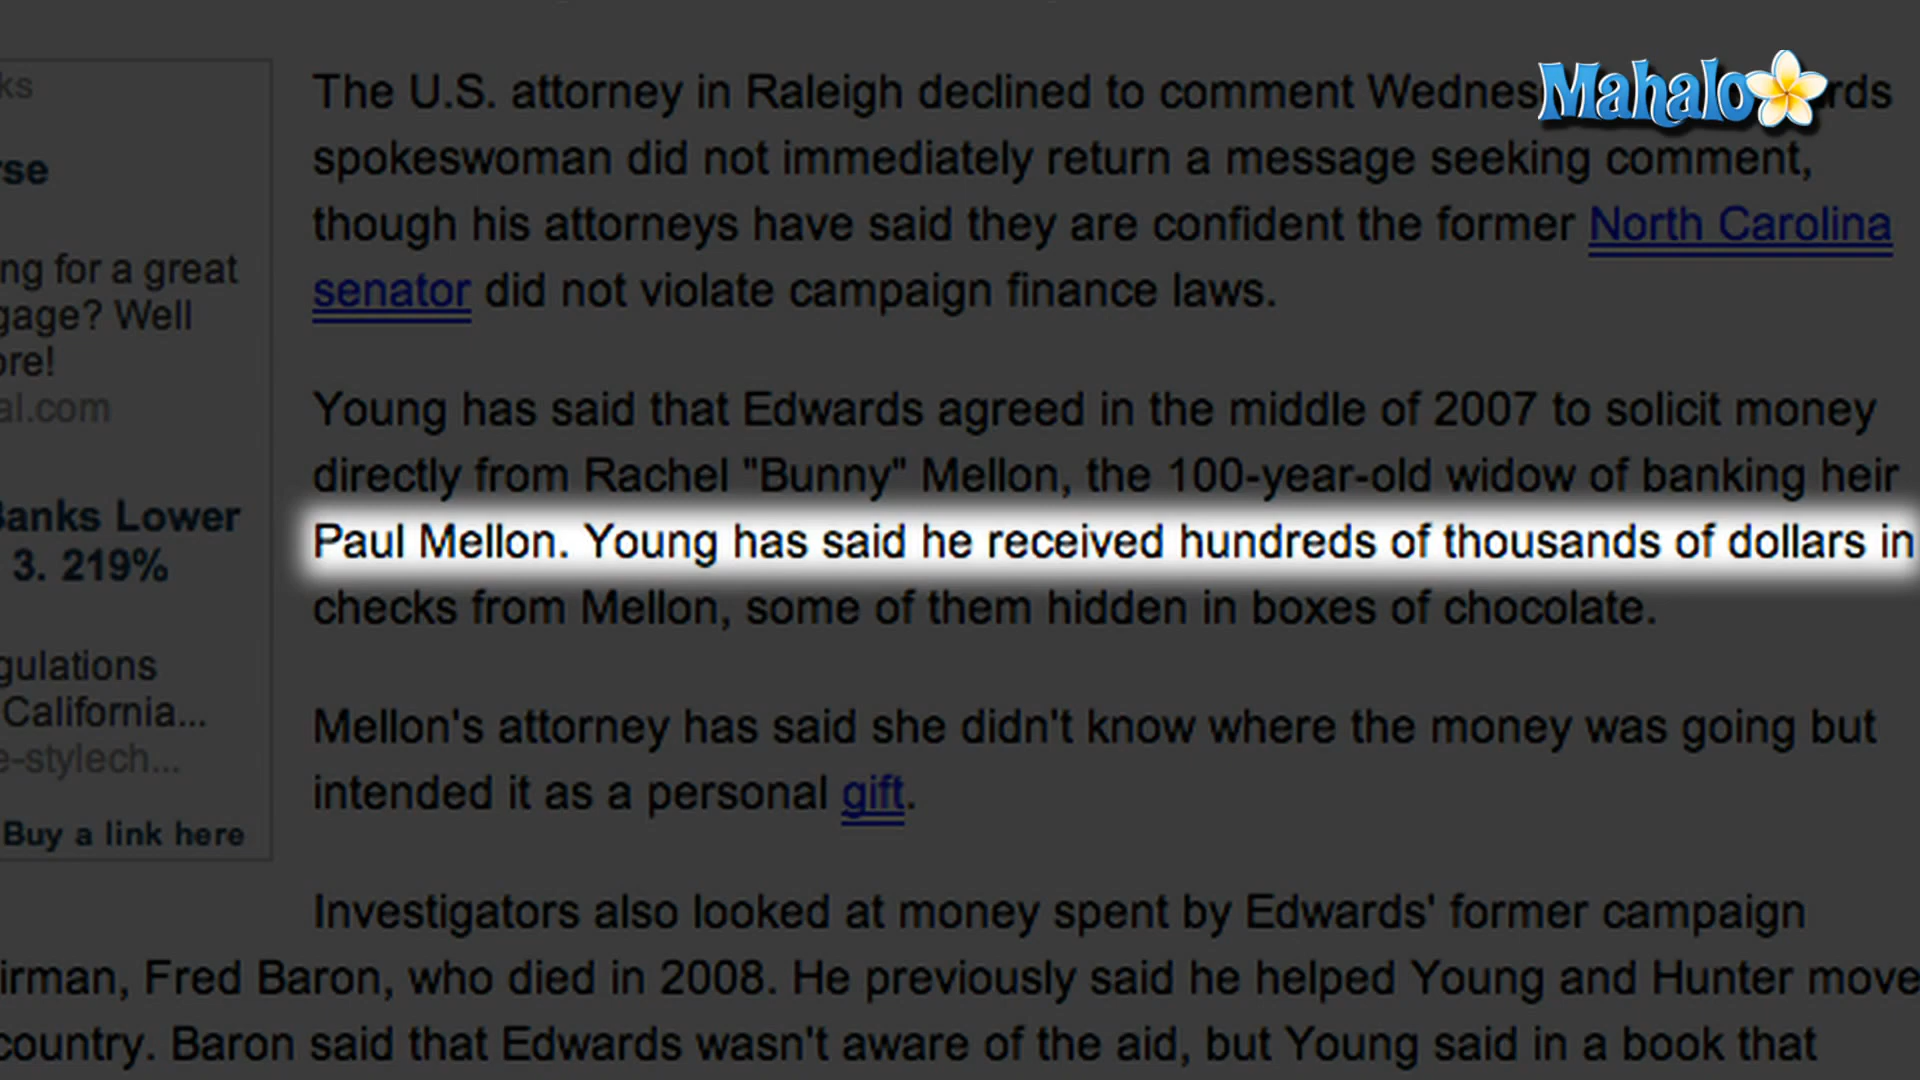 Mahalo
The U.S. attorney in Raleigh declined to comment
spokeswoman did not immediately return a message seeking comment,
though his attorneys have said they are confident the former North Carolina
senator did not violate campaign finance laws.
Young has said that Edwards agreed in the middle of 2007 to solicit money
directly from Rachel "Bunny" Mellon, the 100-year-old widow of banking heir
Paul Mellon. Young has said he received hundreds of thousands of dollars in
checks from Mellon, some of them hidden in boxes of chocolate.
Mellon's attorney has said she didn't know where the money was going but
intended it as a personal gift.
Investigators also looked at money spent by Edwards' former campaign
irman, Fred Baron, who died in 2008. He previously said he helped Young and Hunter move
country. Baron said that Edwards wasn't aware of the aid, but Young said in a book that
ks
rse
ng for a great
gage? Well
ore!
al.com
Banks Lower
3. 219%
gulations
California...
e-stylech...
Buy a link here